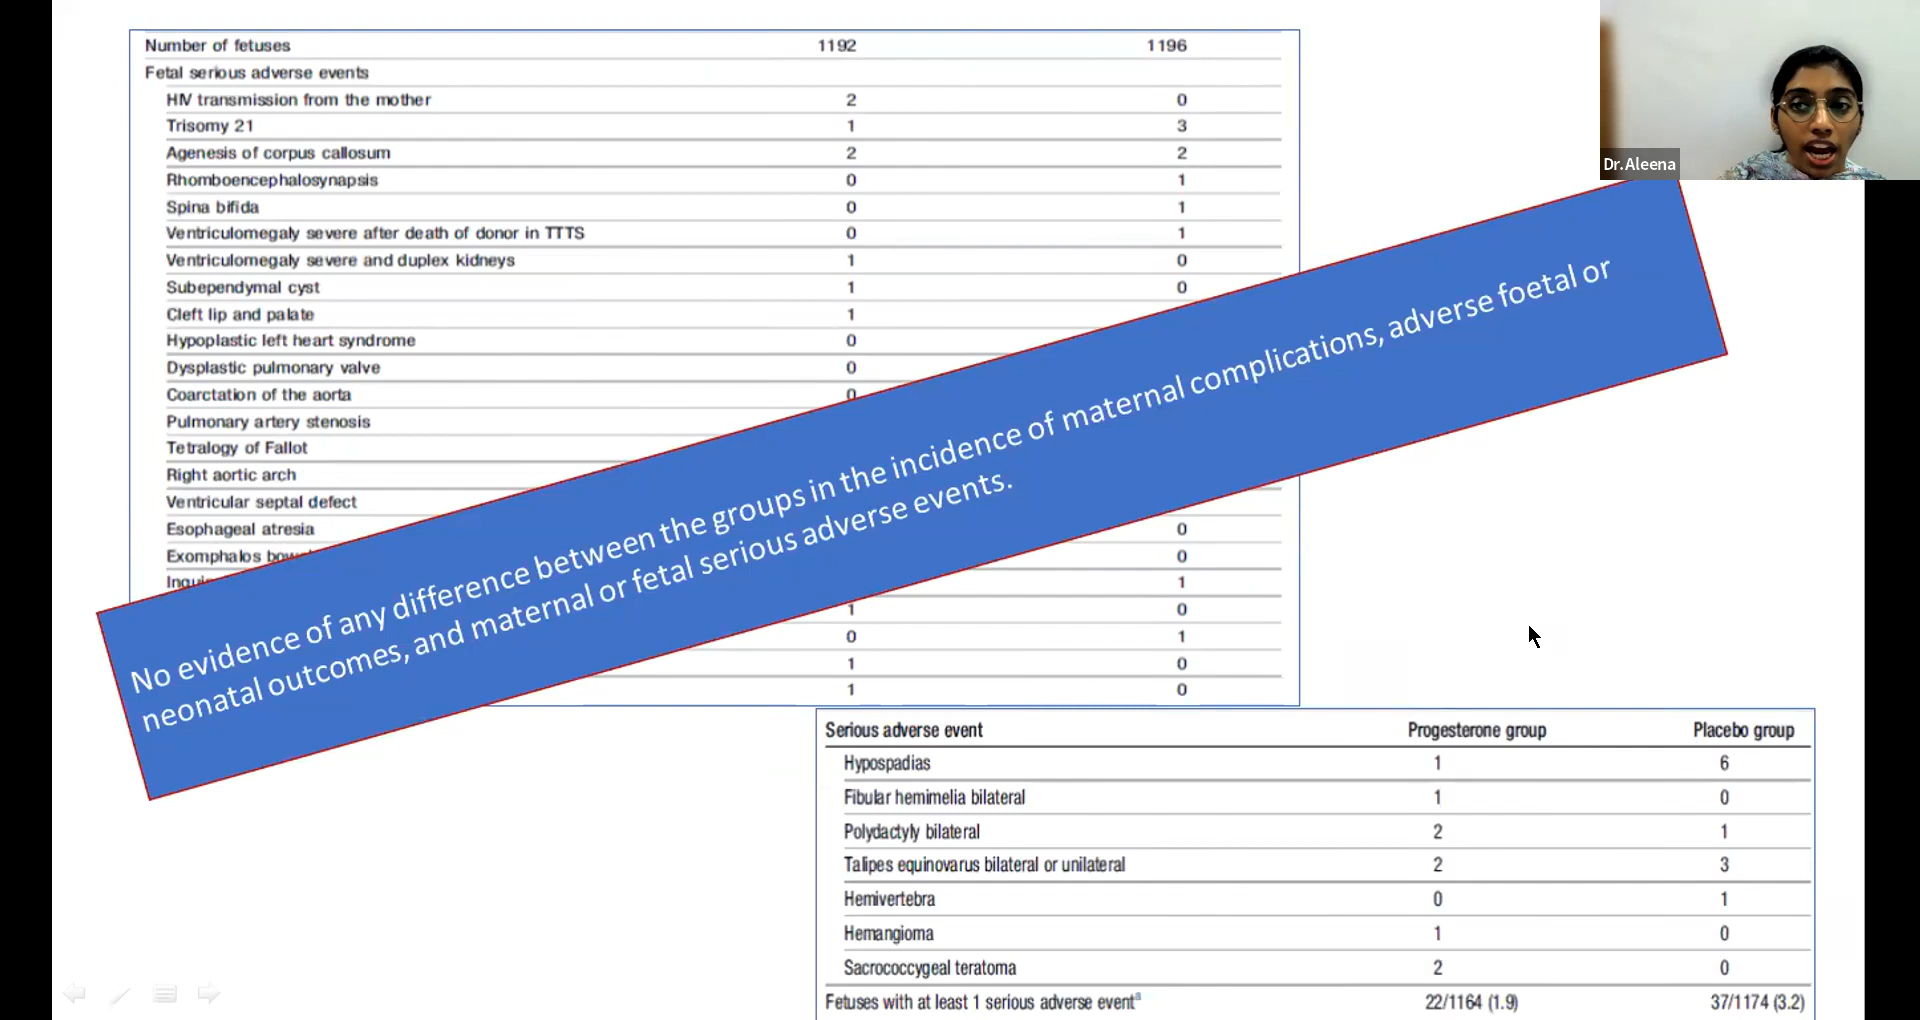 Number of fetuses 1192 1196
Fetal serious adverse events
HIV transmission from the mother 2 0
Trisomy 21 1 3
Agenesis of corpus callosum 2 2
Rhomboencephalosynapsis 0 1
Spina bifida 0 1
Ventriculomegaly severe after death of donor in TTTS 0 1
Ventriculomegaly severe and duplex kidneys 1 0
Subependymal cyst 1 0
Cleft lip and palate 1
Hypoplastic left heart syndrome 0
Dysplastic pulmonary valve 0
Coarctation of the aorta 0
Pulmonary artery stenosis
Tetralogy of Fallot
Right aortic arch
Ventricular septal defect
Esophageal atresia 0
Exomphalos 0
1
1 0
0 1
1 0
1 0
No evidence of any difference between the groups in the incidence of maternal complications, adverse foetal or
neonatal outcomes, and maternal or fetal serious adverse events.
Dr.Aleena
Serious adverse event Progesterone group Placebo group
Hypospadias 1 6
Fibular hemimelia bilateral 1 0
Polydactyly bilateral 2 1
Talipes equinovarus bilateral or unilateral 2 3
Hemivertebra 0 1
Hemangioma 1 0
Sacrococcygeal teratoma 2 0
Fetuses with at least 1 serious adverse event<sup>a</sup> 22/1164 (1.9) 37/1174 (3.2)